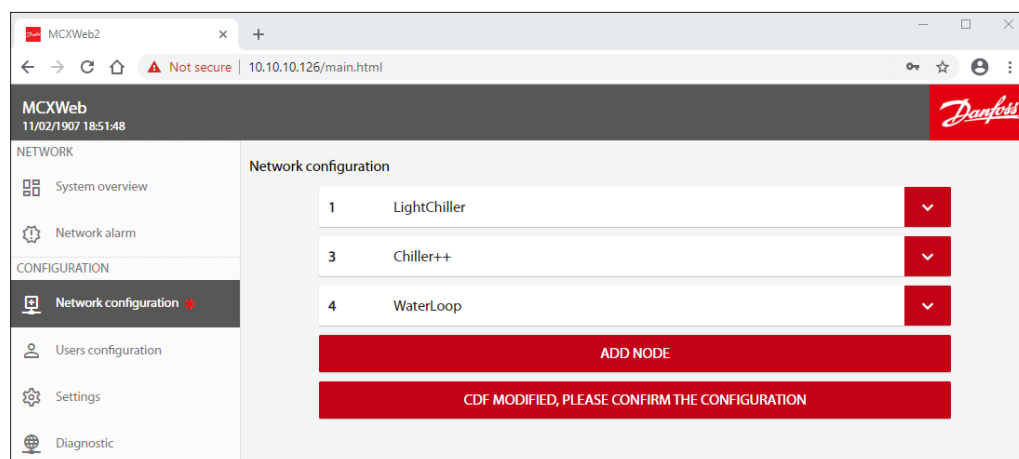 MCXWeb2
Not secure 10.10.10.126/main.html
MCXWeb
11/02/1907 18:51:48
Danfoss
NETWORK
System overview
Network alarm
CONFIGURATION
Network configuration *
Users configuration
Settings
Diagnostic
Network configuration
1 LightChiller
3 Chiller++
4 WaterLoop
ADD NODE
CDF MODIFIED, PLEASE CONFIRM THE CONFIGURATION